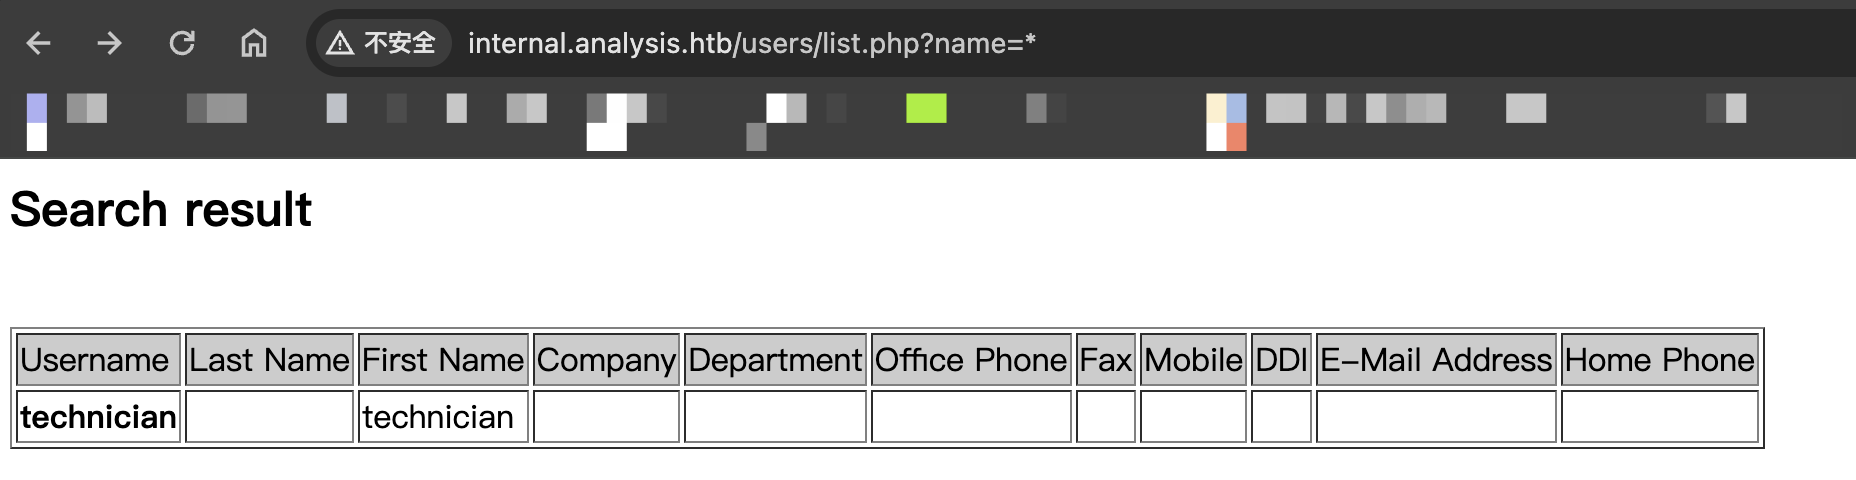 不安全 internal.analysis.htb/users/list.php?name=*
Search result
Username Last Name First Name Company Department Office Phone Fax Mobile DDI E-Mail Address Home Phone
technician technician